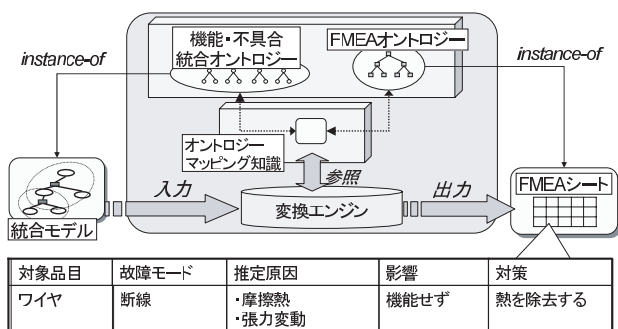 機能・不具合
統合オントロジー
FMEAオントロジー
instance-of
instance-of
オントロジー
マッピング知識
参照
入力
変換エンジン
出力
統合モデル
FMEAシート
対象品目 故障モード 推定原因 影響 対策
ワイヤ 断線 ・摩擦熱 機能せず 熱を除去する
・張力変動